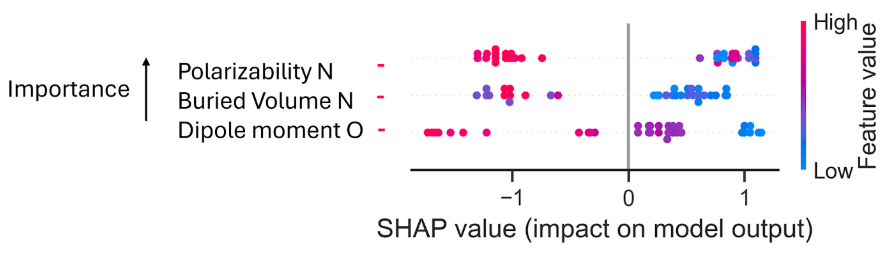 High
Importance
Polarizability N
Buried Volume N
Dipole moment O
Feature value
Low
−1
0
1
SHAP value (impact on model output)